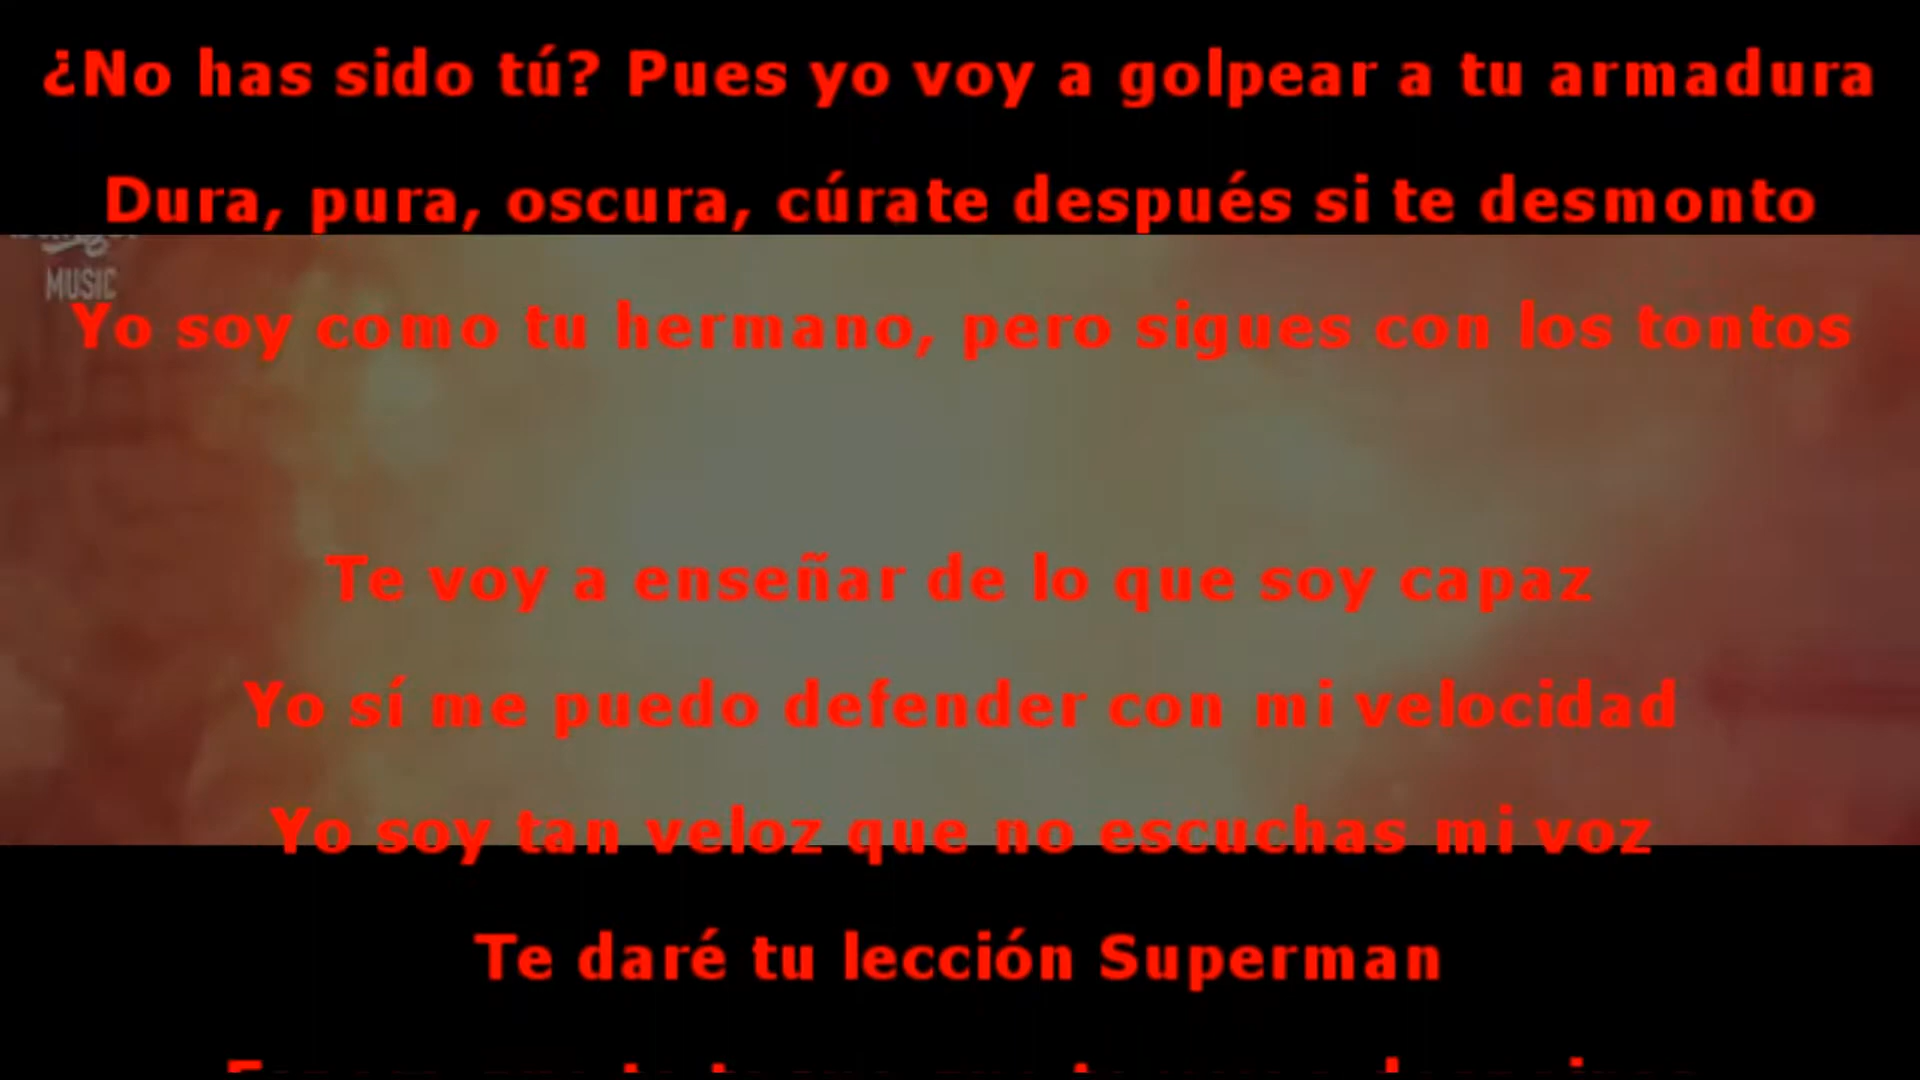 ¿No has sido tú? Pues yo voy a golpear a tu armadura
Dura, pura, oscura, cúrate después si te desmonto
MUSIC
Yo soy como tu hermano, pero sigues con los tontos
Te voy a enseñar de lo que soy capaz
Yo sí me puedo defender con mi velocidad
Yo soy tan veloz que no escuchas mi voz
Te daré tu lección Superman